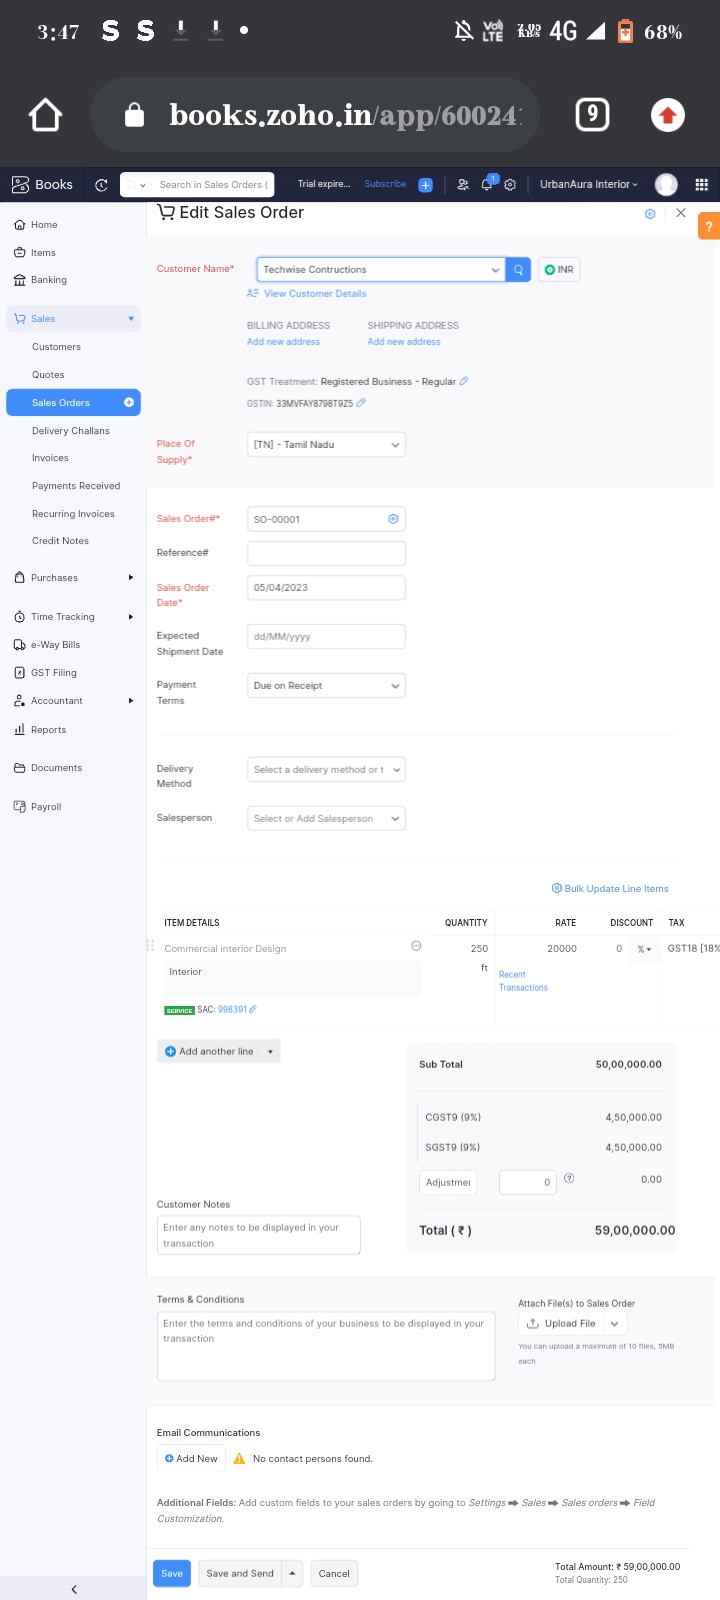 3:47 S S
Vo) LTE 2.05 KB/S 4G 68%
books.zoho.in/app/60024
9
Books
Search in Sales Orders (
Trial expire... Subscribe
1
UrbanAura Interior
Home
Items
Banking
Sales
Customers
Quotes
Sales Orders
Delivery Challans
Invoices
Payments Received
Recurring Invoices
Credit Notes
Purchases
Time Tracking
e-Way Bills
GST Filing
Accountant
Reports
Documents
Payroll
Edit Sales Order
?
Customer Name* Techwise Contructions INR
View Customer Details
BILLING ADDRESS SHIPPING ADDRESS
Add new address Add new address
GST Treatment: Registered Business - Regular
GSTIN: 33MVFAY8798T9Z5
Place Of Supply* [TN] - Tamil Nadu
Sales Order#* SO-00001
Reference#
Sales Order Date* 05/04/2023
Expected Shipment Date dd/MM/yyyy
Payment Terms Due on Receipt
Delivery Method Select a delivery method or t
Salesperson Select or Add Salesperson
Bulk Update Line Items
ITEM DETAILS QUANTITY RATE DISCOUNT TAX
Commercial interior Design 250 20000 0 % GST18 [18%
ft
Interior
Recent Transactions
SERVICE SAC: 998391
Add another line
Sub Total 50,00,000.00
CGST9 (9%) 4,50,000.00
SGST9 (9%) 4,50,000.00
Adjustmer 0 ? 0.00
Total ( ₹ ) 59,00,000.00
Customer Notes
Enter any notes to be displayed in your
transaction
Terms & Conditions
Enter the terms and conditions of your business to be displayed in your
transaction
Attach File(s) to Sales Order
Upload File
You can upload a maximum of 10 files, 5MB
each
Email Communications
Add New No contact persons found.
Additional Fields: Add custom fields to your sales orders by going to Settings ➡ Sales ➡ Sales orders ➡ Field
Customization.
Save Save and Send Cancel
Total Amount: ₹ 59,00,000.00
Total Quantity: 250